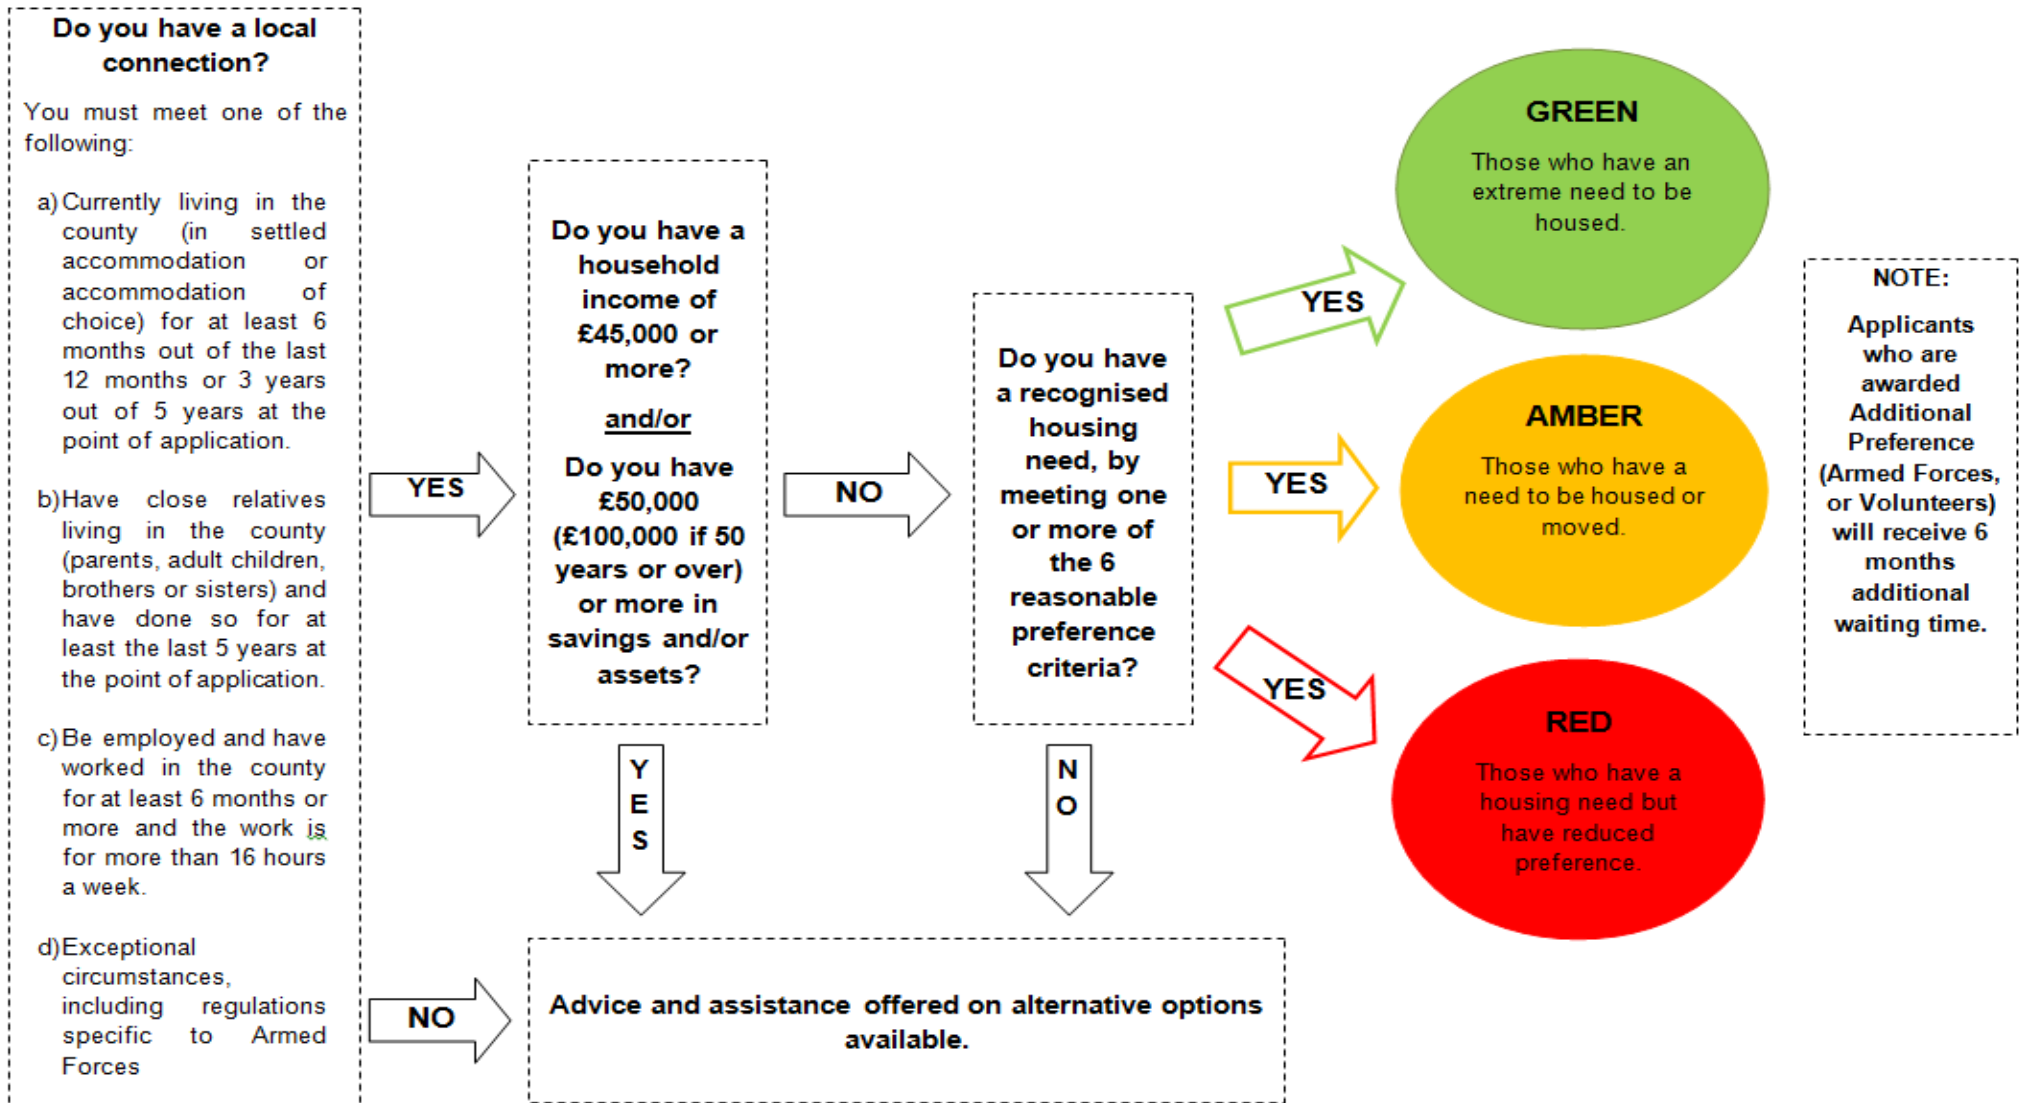 Do you have a local
connection?
You must meet one of the
following:
a) Currently living in the
county (in settled
accommodation or
accommodation of
choice) for at least 6
months out of the last
12 months or 3 years
out of 5 years at the
point of application.
b) Have close relatives
living in the county
(parents, adult children,
brothers or sisters) and
have done so for at
least the last 5 years at
the point of application.
c) Be employed and have
worked in the county
for at least 6 months or
more and the work is
for more than 16 hours
a week.
d) Exceptional
circumstances,
including regulations
specific to Armed
Forces
YES
NO
Do you have a
household
income of
£45,000 or
more?
and/or
Do you have
£50,000
(£100,000 if 50
years or over)
or more in
savings and/or
assets?
NO
Y
E
S
Do you have
a recognised
housing
need, by
meeting one
or more of
the 6
reasonable
preference
criteria?
N
O
Advice and assistance offered on alternative options
available.
YES
YES
YES
GREEN
Those who have an
extreme need to be
housed.
AMBER
Those who have a
need to be housed or
moved.
RED
Those who have a
housing need but
have reduced
preference.
NOTE:
Applicants
who are
awarded
Additional
Preference
(Armed Forces,
or Volunteers)
will receive 6
months
additional
waiting time.